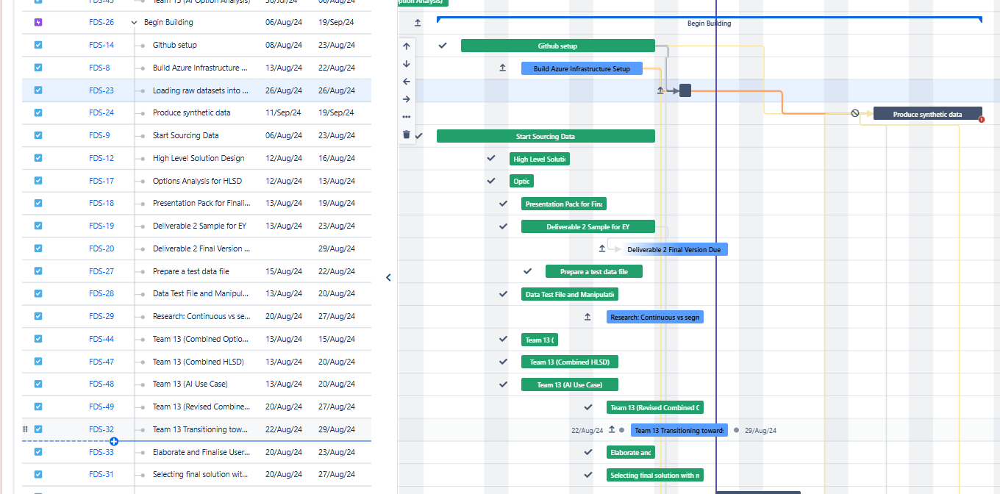 FDS-45 Team 13 (AI Option Analysis) 30/Jul/24 06/Aug/24
ption Analysis)
FDS-26 Begin Building 06/Aug/24 19/Sep/24
Begin Building
FDS-14 Github setup 08/Aug/24 23/Aug/24
Github setup
FDS-8 Build Azure Infrastructure ... 13/Aug/24 22/Aug/24
Build Azure Infrastructure Setup
FDS-23 Loading raw datasets into ... 26/Aug/24 26/Aug/24
FDS-24 Produce synthetic data 11/Sep/24 19/Sep/24
Produce synthetic data
FDS-9 Start Sourcing Data 06/Aug/24 23/Aug/24
Start Sourcing Data
FDS-12 High Level Solution Design 12/Aug/24 16/Aug/24
High Level Soluti
FDS-17 Options Analysis for HLSD 12/Aug/24 13/Aug/24
Optic
FDS-18 Presentation Pack for Finali... 13/Aug/24 19/Aug/24
Presentation Pack for Fina
FDS-19 Deliverable 2 Sample for EY 13/Aug/24 23/Aug/24
Deliverable 2 Sample for EY
FDS-20 Deliverable 2 Final Version ... 29/Aug/24
Deliverable 2 Final Version Due
FDS-27 Prepare a test data file 15/Aug/24 22/Aug/24
Prepare a test data file
FDS-28 Data Test File and Manipul... 13/Aug/24 20/Aug/24
Data Test File and Manipulati
FDS-29 Research: Continuous vs se... 20/Aug/24 27/Aug/24
Research: Continuous vs segm
FDS-44 Team 13 (Combined Optio... 13/Aug/24 15/Aug/24
Team 13 (
FDS-47 Team 13 (Combined HLSD) 13/Aug/24 20/Aug/24
Team 13 (Combined HLSD)
FDS-48 Team 13 (AI Use Case) 13/Aug/24 20/Aug/24
Team 13 (AI Use Case)
FDS-49 Team 13 (Revised Combine... 20/Aug/24 27/Aug/24
Team 13 (Revised Combined C
FDS-32 Team 13 Transitioning tow... 22/Aug/24 29/Aug/24
22/Aug/24 Team 13 Transitioning toward: 29/Aug/24
FDS-33 Elaborate and Finalise User... 20/Aug/24 23/Aug/24
Elaborate and
FDS-31 Selecting final solution wit... 20/Aug/24 27/Aug/24
Selecting final solution with n